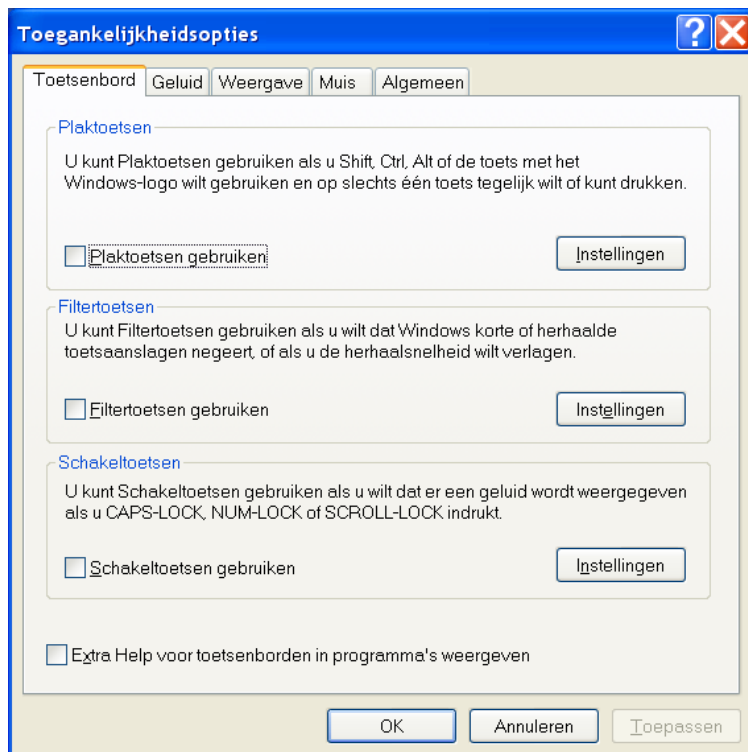 Toegankelijkheidsopties
Toetsenbord Geluid Weergave Muis Algemeen
Plaktoetsen
U kunt Plaktoetsen gebruiken als u Shift, Ctrl, Alt of de toets met het
Windows-logo wilt gebruiken en op slechts één toets tegelijk wilt of kunt drukken.
Plaktoetsen gebruiken Instellingen
Filtertoetsen
U kunt Filtertoetsen gebruiken als u wilt dat Windows korte of herhaalde
toetsaanslagen negeert, of als u de herhaalsnelheid wilt verlagen.
Filtertoetsen gebruiken Instellingen
Schakeltoetsen
U kunt Schakeltoetsen gebruiken als u wilt dat er een geluid wordt weergegeven
als u CAPS-LOCK, NUM-LOCK of SCROLL-LOCK indrukt.
Schakeltoetsen gebruiken Instellingen
Extra Help voor toetsenborden in programma's weergeven
OK Annuleren Toepassen